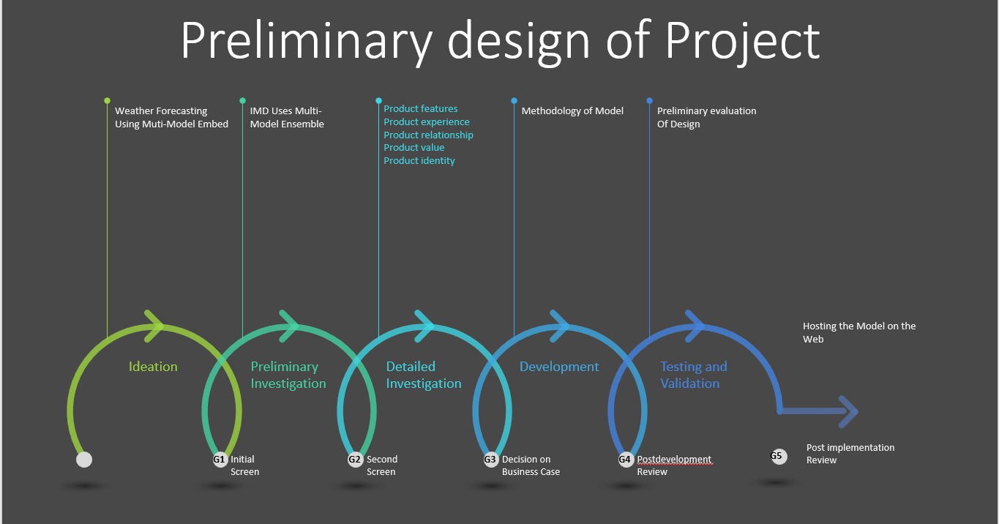 Preliminary design of Project
Weather Forecasting
Using Muti-Model Embed
IMD Uses Multi-
Model Ensemble
Product features
Product experience
Product relationship
Product value
Product identity
Methodology of Model
Preliminary evaluation
Of Design
Ideation
Preliminary
Investigation
Detailed
Investigation
Development
Testing and
Validation
Hosting the Model on the
Web
G1 Initial
Screen
G2 Second
Screen
G3 Decision on
Business Case
G4 Postdevelopment
Review
G5 Post implementation
Review